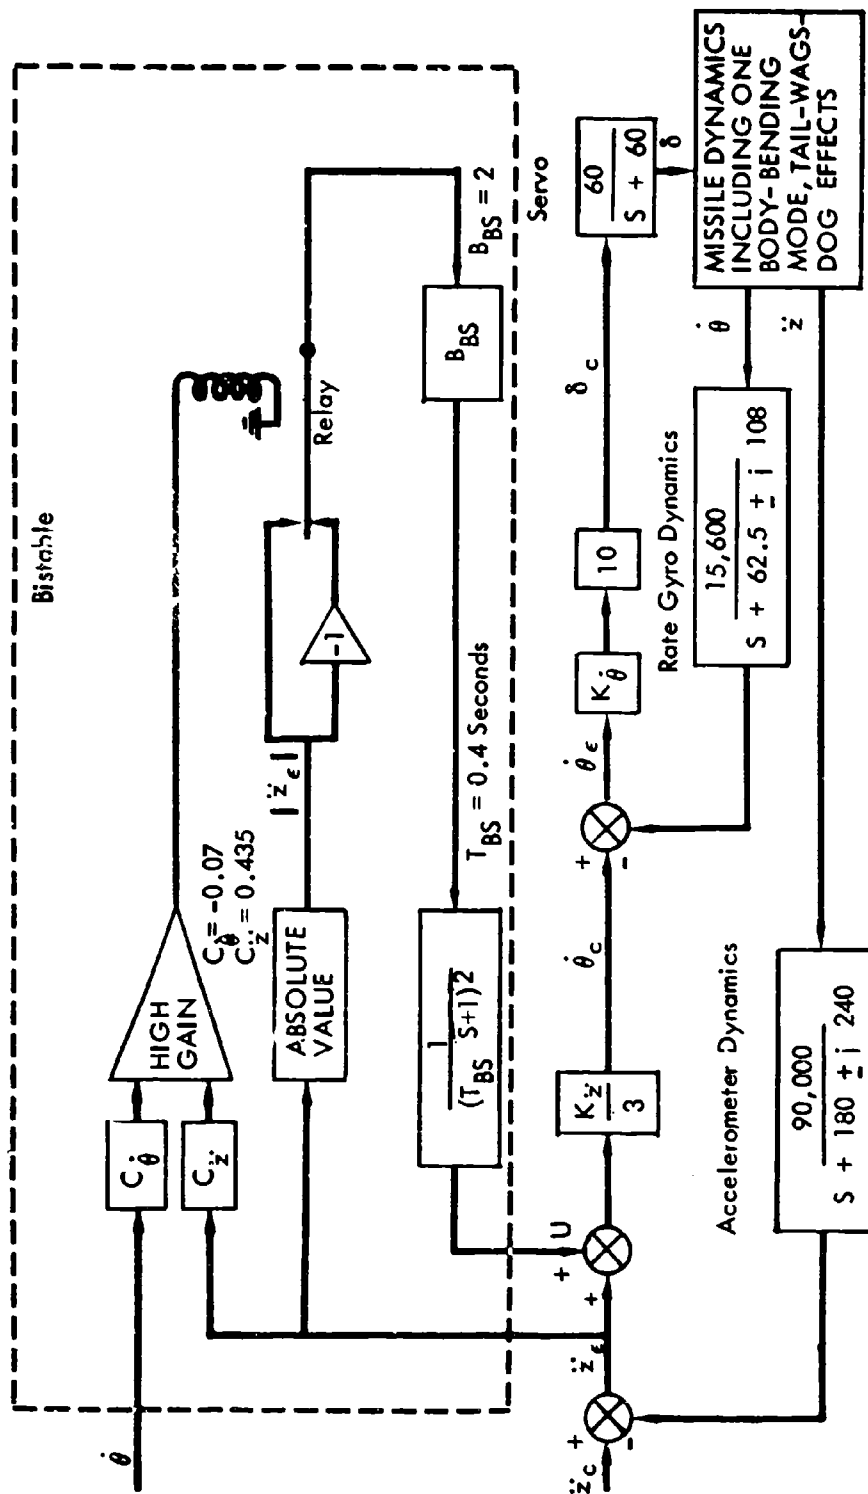 Bistable
θ̇
C_θ̇
C_z̈
HIGH
GAIN
C_θ̇ = -0.07
C_z̈ = 0.435
ABSOLUTE
VALUE
|z̈_ε|
-1
Relay
1
(T_BS S+1)²
T_BS = 0.4 Seconds
B_BS
B_BS = 2
Servo
z̈_c
+
-
z̈_ε
+
+
U
K_z̈
3
θ̇_c
+
-
θ̇_ε
K_θ̇
10
δ_c
60
S + 60
δ
MISSILE DYNAMICS
INCLUDING ONE
BODY-BENDING
MODE, TAIL-WAGS-
DOG EFFECTS
θ̇
z̈
Rate Gyro Dynamics
15,600
S + 62.5 ± j 108
Accelerometer Dynamics
90,000
S + 180 ± j 240